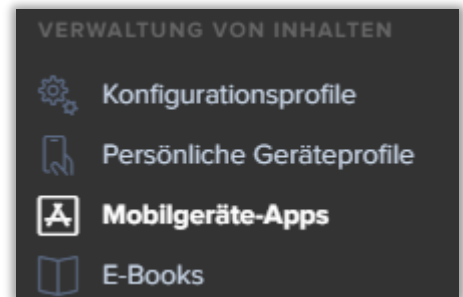 VERWALTUNG VON INHALTEN
Konfigurationsprofile
Persönliche Geräteprofile
Mobilgeräte-Apps
E-Books